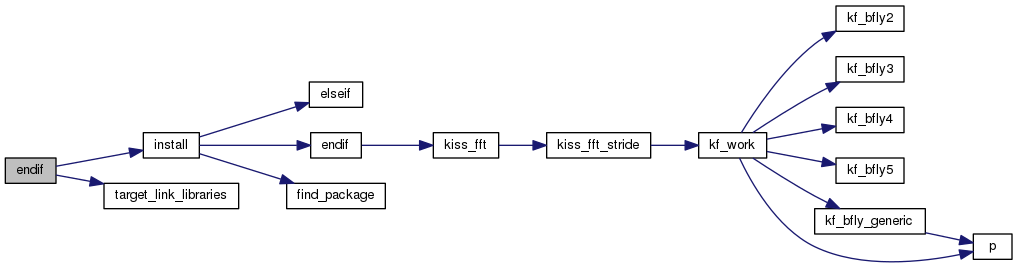 endif
install
target_link_libraries
elseif
endif
find_package
kiss_fft
kiss_fft_stride
kf_work
kf_bfly2
kf_bfly3
kf_bfly4
kf_bfly5
kf_bfly_generic
p